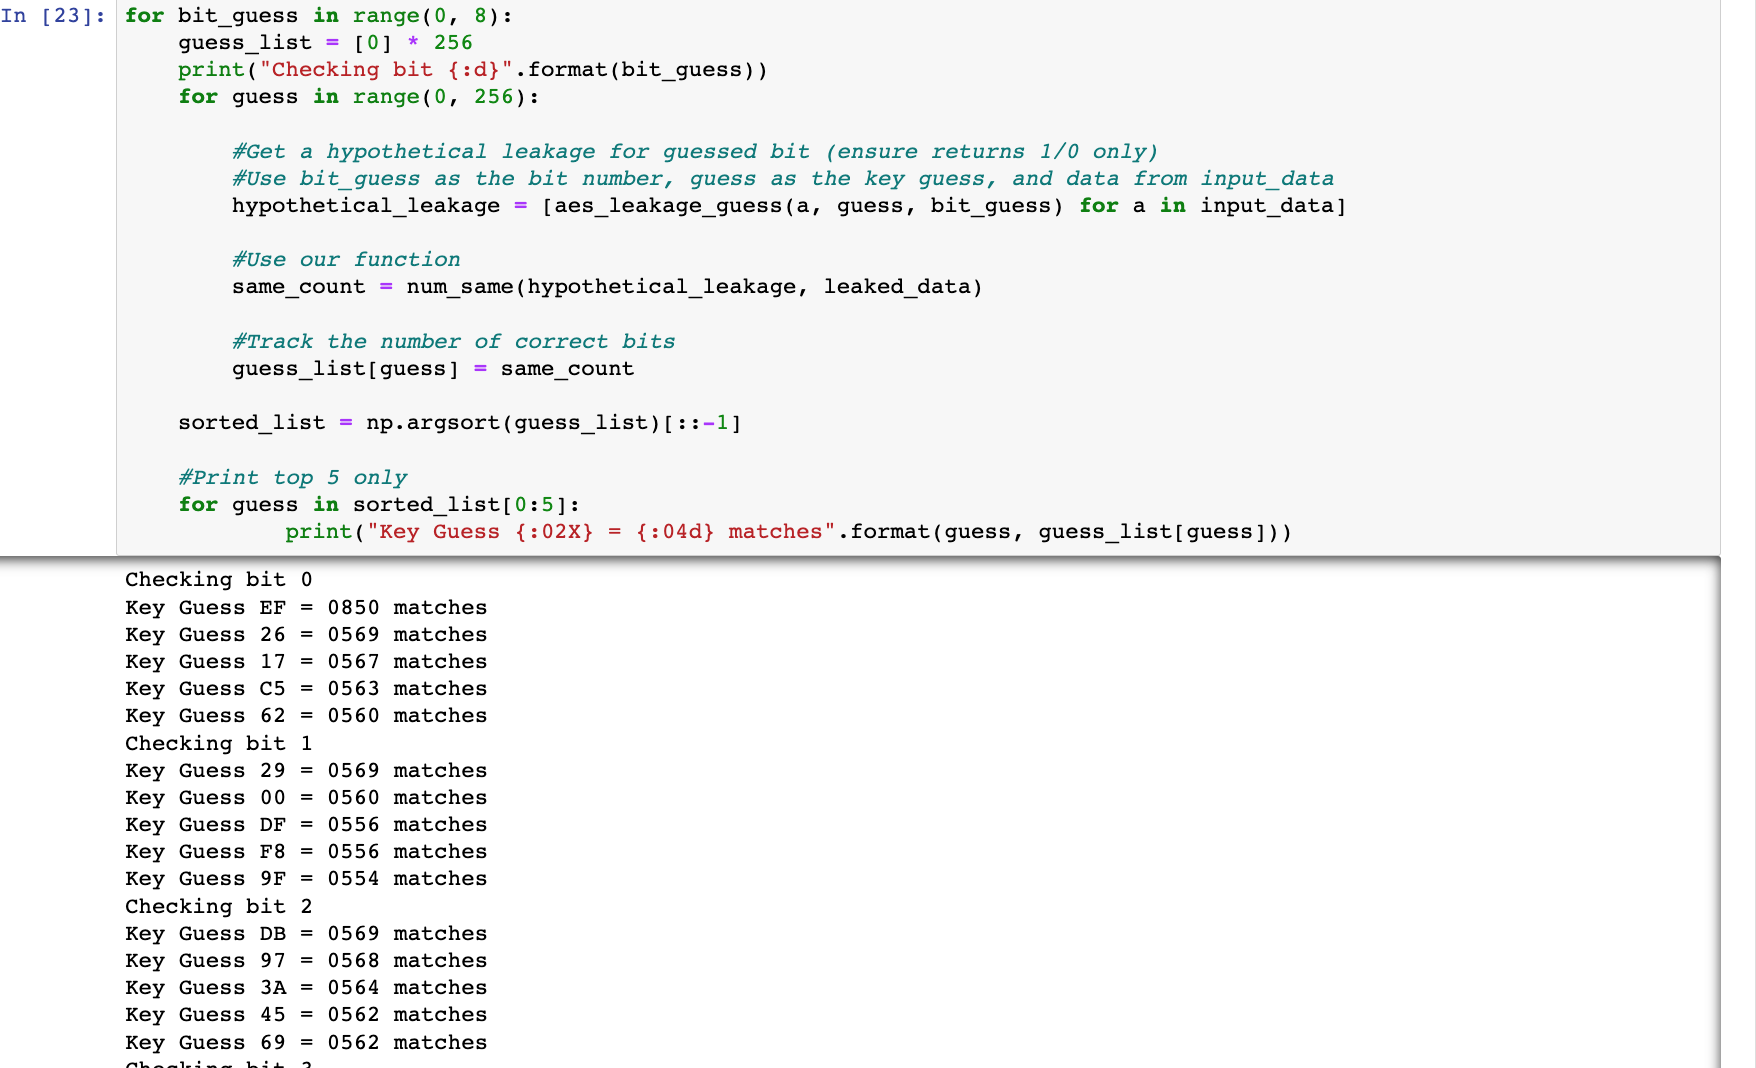 In [23]: for bit_guess in range(0, 8):
    guess_list = [0] * 256
    print("Checking bit {:d}".format(bit_guess))
    for guess in range(0, 256):

        #Get a hypothetical leakage for guessed bit (ensure returns 1/0 only)
        #Use bit_guess as the bit number, guess as the key guess, and data from input_data
        hypothetical_leakage = [aes_leakage_guess(a, guess, bit_guess) for a in input_data]

        #Use our function
        same_count = num_same(hypothetical_leakage, leaked_data)

        #Track the number of correct bits
        guess_list[guess] = same_count

    sorted_list = np.argsort(guess_list)[::-1]

    #Print top 5 only
    for guess in sorted_list[0:5]:
            print("Key Guess {:02X} = {:04d} matches".format(guess, guess_list[guess]))
Checking bit 0
Key Guess EF = 0850 matches
Key Guess 26 = 0569 matches
Key Guess 17 = 0567 matches
Key Guess C5 = 0563 matches
Key Guess 62 = 0560 matches
Checking bit 1
Key Guess 29 = 0569 matches
Key Guess 00 = 0560 matches
Key Guess DF = 0556 matches
Key Guess F8 = 0556 matches
Key Guess 9F = 0554 matches
Checking bit 2
Key Guess DB = 0569 matches
Key Guess 97 = 0568 matches
Key Guess 3A = 0564 matches
Key Guess 45 = 0562 matches
Key Guess 69 = 0562 matches
Checking bit 3